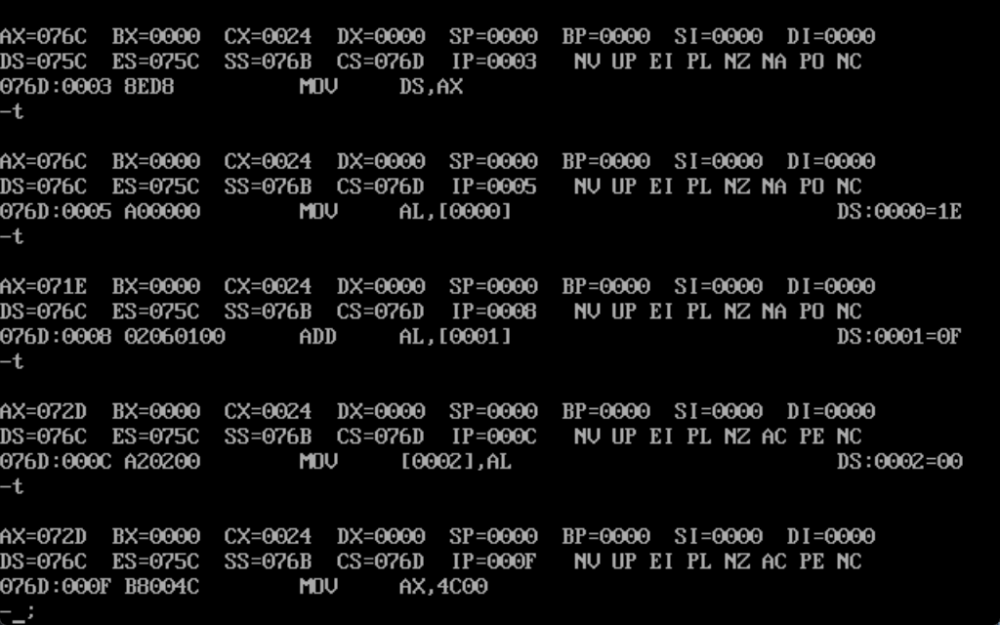 AX=076C  BX=0000  CX=0024  DX=0000  SP=0000  BP=0000  SI=0000  DI=0000
DS=075C  ES=075C  SS=076B  CS=076D  IP=0003   NV UP EI PL NZ NA PO NC
076D:0003 8ED8          MOV     DS,AX
-t
AX=076C  BX=0000  CX=0024  DX=0000  SP=0000  BP=0000  SI=0000  DI=0000
DS=076C  ES=075C  SS=076B  CS=076D  IP=0005   NV UP EI PL NZ NA PO NC
076D:0005 A00000        MOV     AL,[0000]                          DS:0000=1E
-t
AX=071E  BX=0000  CX=0024  DX=0000  SP=0000  BP=0000  SI=0000  DI=0000
DS=076C  ES=075C  SS=076B  CS=076D  IP=0008   NV UP EI PL NZ NA PO NC
076D:0008 02060100      ADD     AL,[0001]                          DS:0001=0F
-t
AX=072D  BX=0000  CX=0024  DX=0000  SP=0000  BP=0000  SI=0000  DI=0000
DS=076C  ES=075C  SS=076B  CS=076D  IP=000C   NV UP EI PL NZ AC PE NC
076D:000C A20200        MOV     [0002],AL                          DS:0002=00
-t
AX=072D  BX=0000  CX=0024  DX=0000  SP=0000  BP=0000  SI=0000  DI=0000
DS=076C  ES=075C  SS=076B  CS=076D  IP=000F   NV UP EI PL NZ AC PE NC
076D:000F B8004C        MOV     AX,4C00
-_;